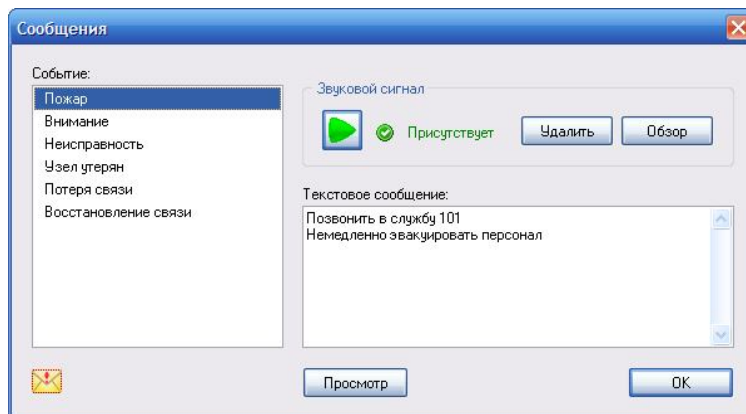 Сообщения
Событие:
Пожар
Внимание
Неисправность
Узел утерян
Потеря связи
Восстановление связи
Звуковой сигнал
Присутствует
Удалить
Обзор
Текстовое сообщение:
Позвонить в службу 101
Немедленно эвакуировать персонал
Просмотр
OK